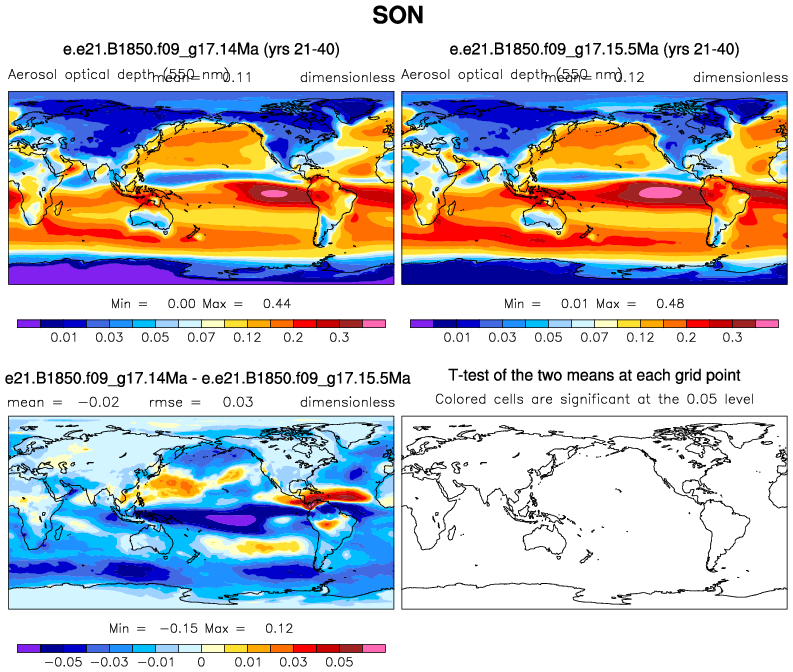 SON
e.e21.B1850.f09_g17.14Ma (yrs 21-40)
Aerosol optical depth (550 nm) mean= 0.11 dimensionless
Min = 0.00 Max = 0.44
0.01 0.03 0.05 0.07 0.12 0.2 0.3
e.e21.B1850.f09_g17.15.5Ma (yrs 21-40)
Aerosol optical depth (550 nm) mean= 0.12 dimensionless
Min = 0.01 Max = 0.48
0.01 0.03 0.05 0.07 0.12 0.2 0.3
e21.B1850.f09_g17.14Ma - e.e21.B1850.f09_g17.15.5Ma
mean = -0.02 rmse = 0.03 dimensionless
Min = -0.15 Max = 0.12
-0.05 -0.03 -0.01 0 0.01 0.03 0.05
T-test of the two means at each grid point
Colored cells are significant at the 0.05 level